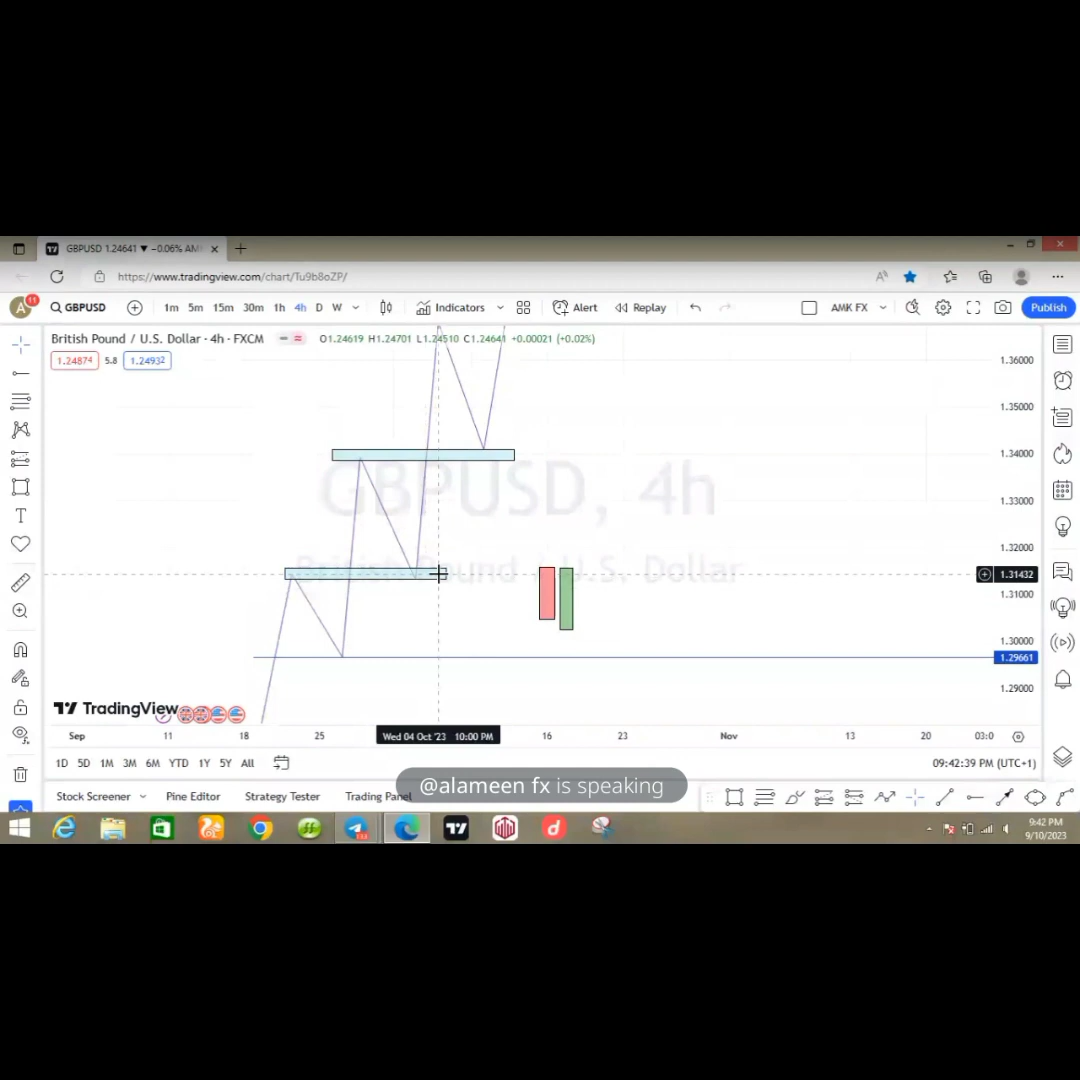 GBPUSD 1.24641 ▼ −0.06% AM
https://www.tradingview.com/chart/Tu9b8oZP/
A 11 GBPUSD 1m 5m 15m 30m 1h 4h D W Indicators Alert Replay AMK FX Publish
British Pound / U.S. Dollar · 4h · FXCM O1.24619 H1.24701 L1.24510 C1.24641 +0.00021 (+0.02%)
1.24874 5.8 1.24932
1.36000
1.35000
1.34000
GBPUSD, 4h
1.33000
1.32000
British Pound / U.S. Dollar
1.31432
1.31000
1.30000
1.29661
1.29000
TradingView
Sep 11 18 25 Wed 04 Oct '23 10:00 PM 16 23 Nov 13 20 03:0
1D 5D 1M 3M 6M YTD 1Y 5Y All 09:42:39 PM (UTC+1)
@alameen fx is speaking
Stock Screener Pine Editor Strategy Tester Trading Panel
9:42 PM
9/10/2023